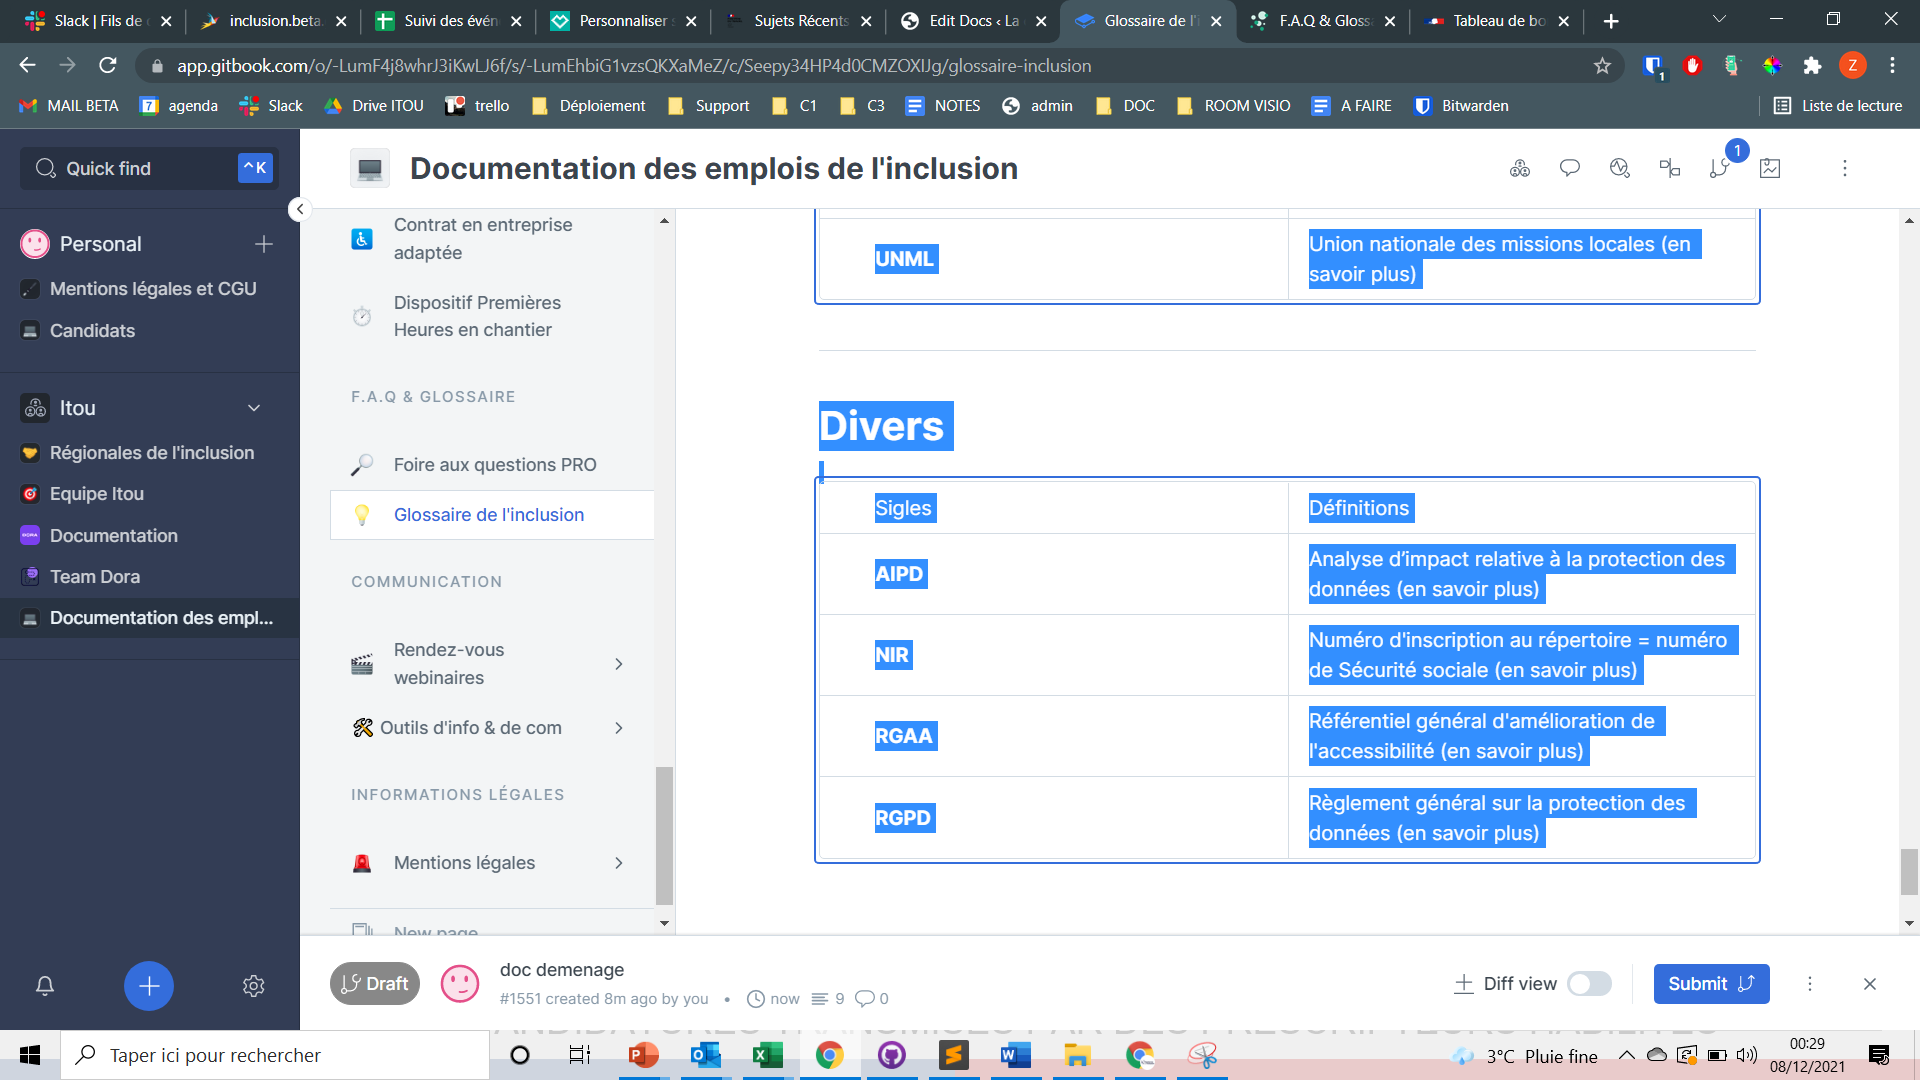 Slack | Fils de
inclusion.beta.
Suivi des évén
Personnaliser
Sujets Récents
Edit Docs ‹ La
Glossaire de l'i
F.A.Q & Gloss
Tableau de bo
app.gitbook.com/o/-LumF4j8whrJ3iKwLJ6f/s/-LumEhbiG1vzsQKXaMeZ/c/Seepy34HP4d0CMZOXIJg/glossaire-inclusion
1
Z
MAIL BETA
agenda
Slack
Drive ITOU
trello
Déploiement
Support
C1
C3
NOTES
admin
DOC
ROOM VISIO
A FAIRE
Bitwarden
Liste de lecture
Quick find
^K
Personal
Mentions légales et CGU
Candidats
Itou
Régionales de l'inclusion
Equipe Itou
Documentation
Team Dora
Documentation des empl...
Documentation des emplois de l'inclusion
1
Contrat en entreprise
adaptée
Dispositif Premières
Heures en chantier
F.A.Q & GLOSSAIRE
Foire aux questions PRO
Glossaire de l'inclusion
COMMUNICATION
Rendez-vous
webinaires
Outils d'info & de com
INFORMATIONS LÉGALES
Mentions légales
New page
UNML
Union nationale des missions locales (en
savoir plus)
Divers
Sigles
Définitions
AIPD
Analyse d’impact relative à la protection des
données (en savoir plus)
NIR
Numéro d'inscription au répertoire = numéro
de Sécurité sociale (en savoir plus)
RGAA
Référentiel général d'amélioration de
l'accessibilité (en savoir plus)
RGPD
Règlement général sur la protection des
données (en savoir plus)
Draft
doc demenage
#1551 created 8m ago by you • now 9 0
Diff view
Submit
Taper ici pour rechercher
3°C Pluie fine
00:29
08/12/2021